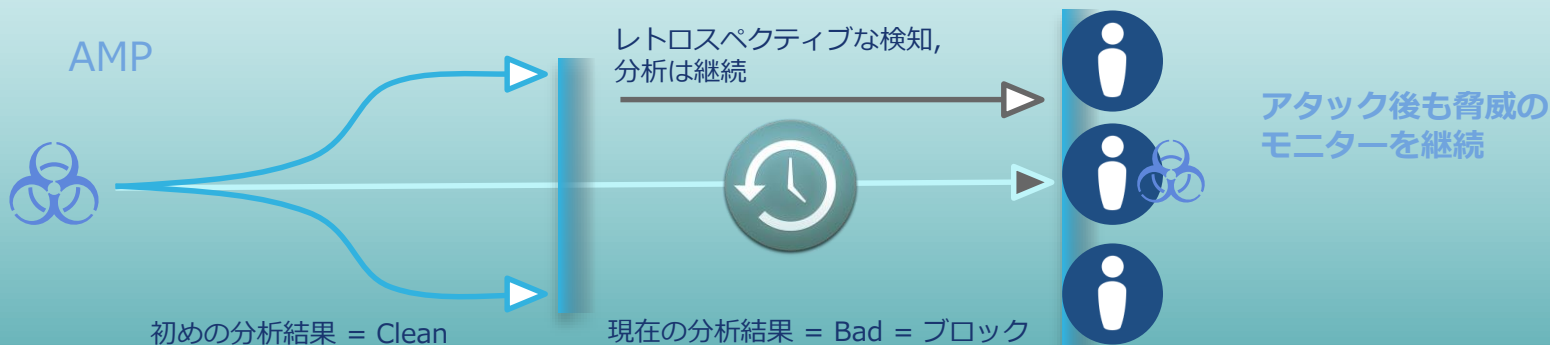 AMP
レトロスペクティブな検知,
分析は継続
アタック後も脅威の
モニターを継続
初めの分析結果 = Clean
現在の分析結果 = Bad = ブロック